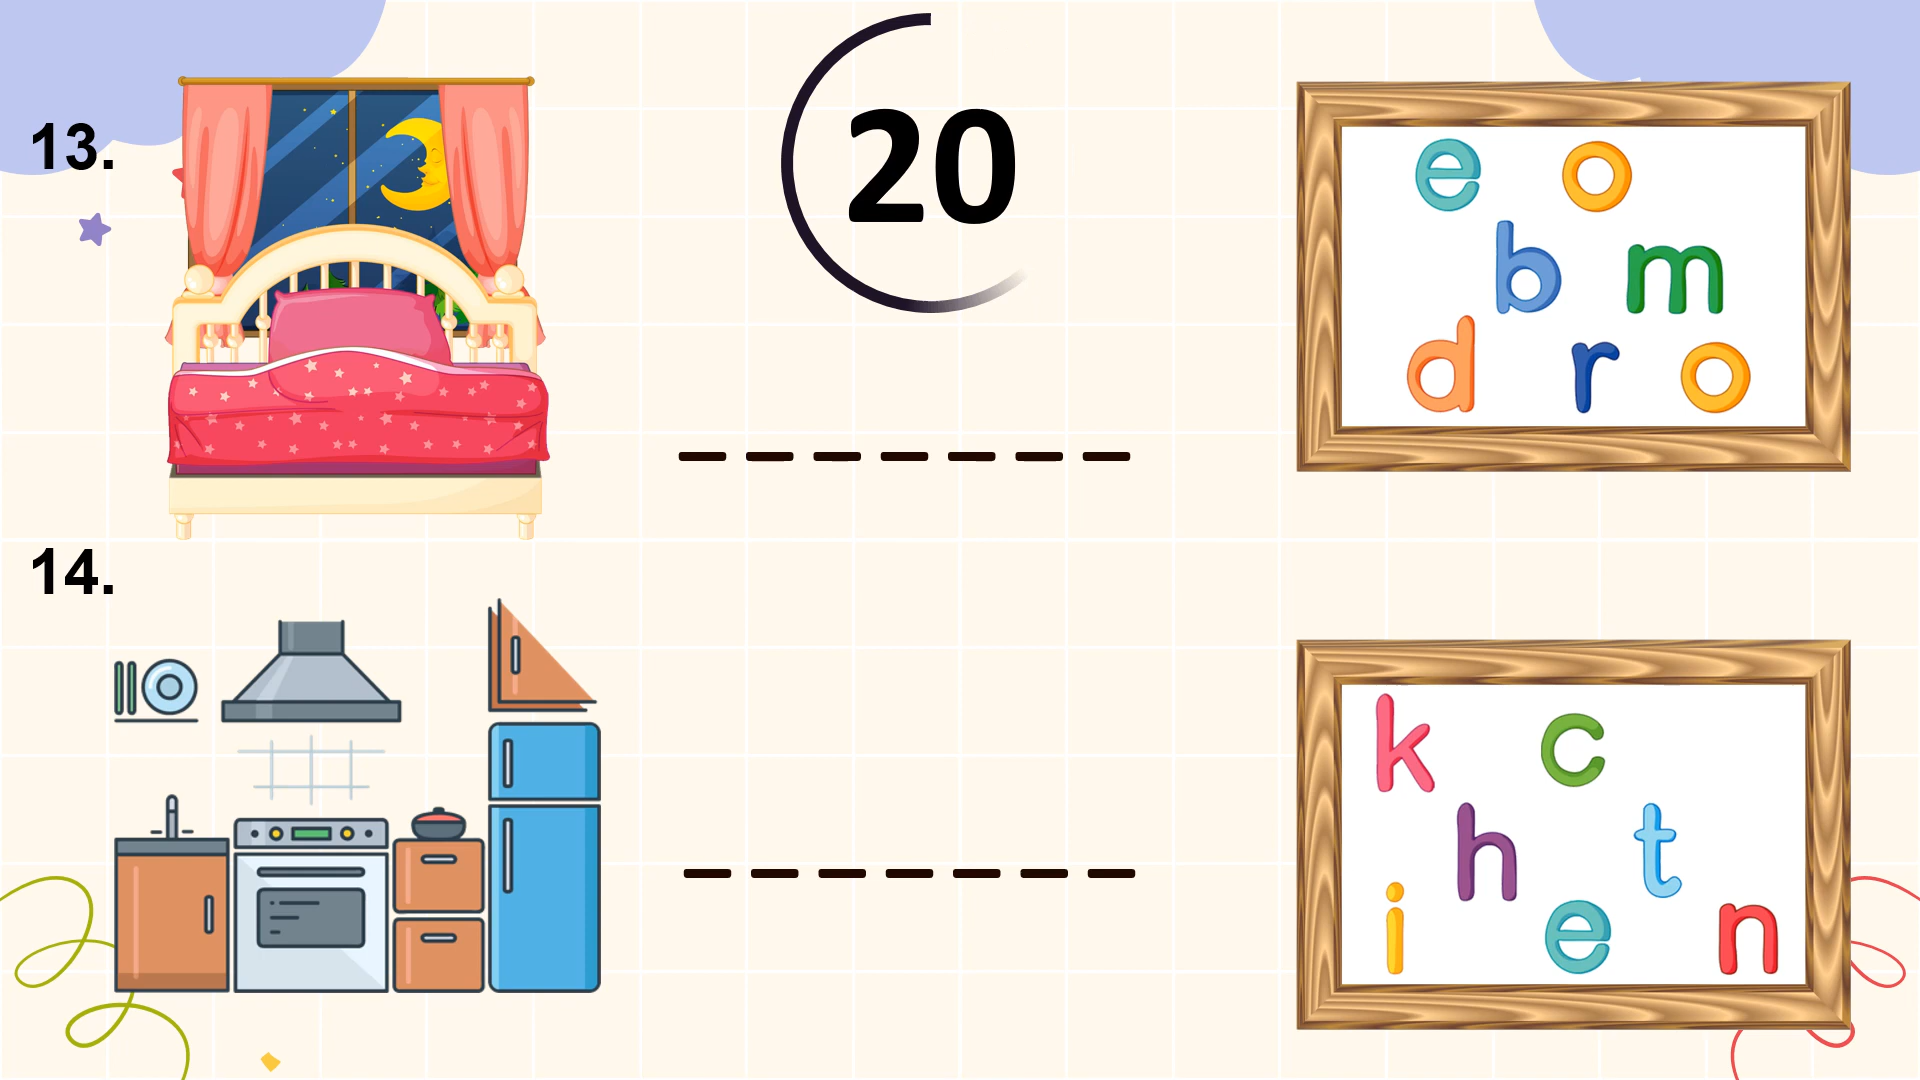 13.
20
e o
b m
d r o
_ _ _ _ _ _ _
14.
k c
h t
i e n
_ _ _ _ _ _ _